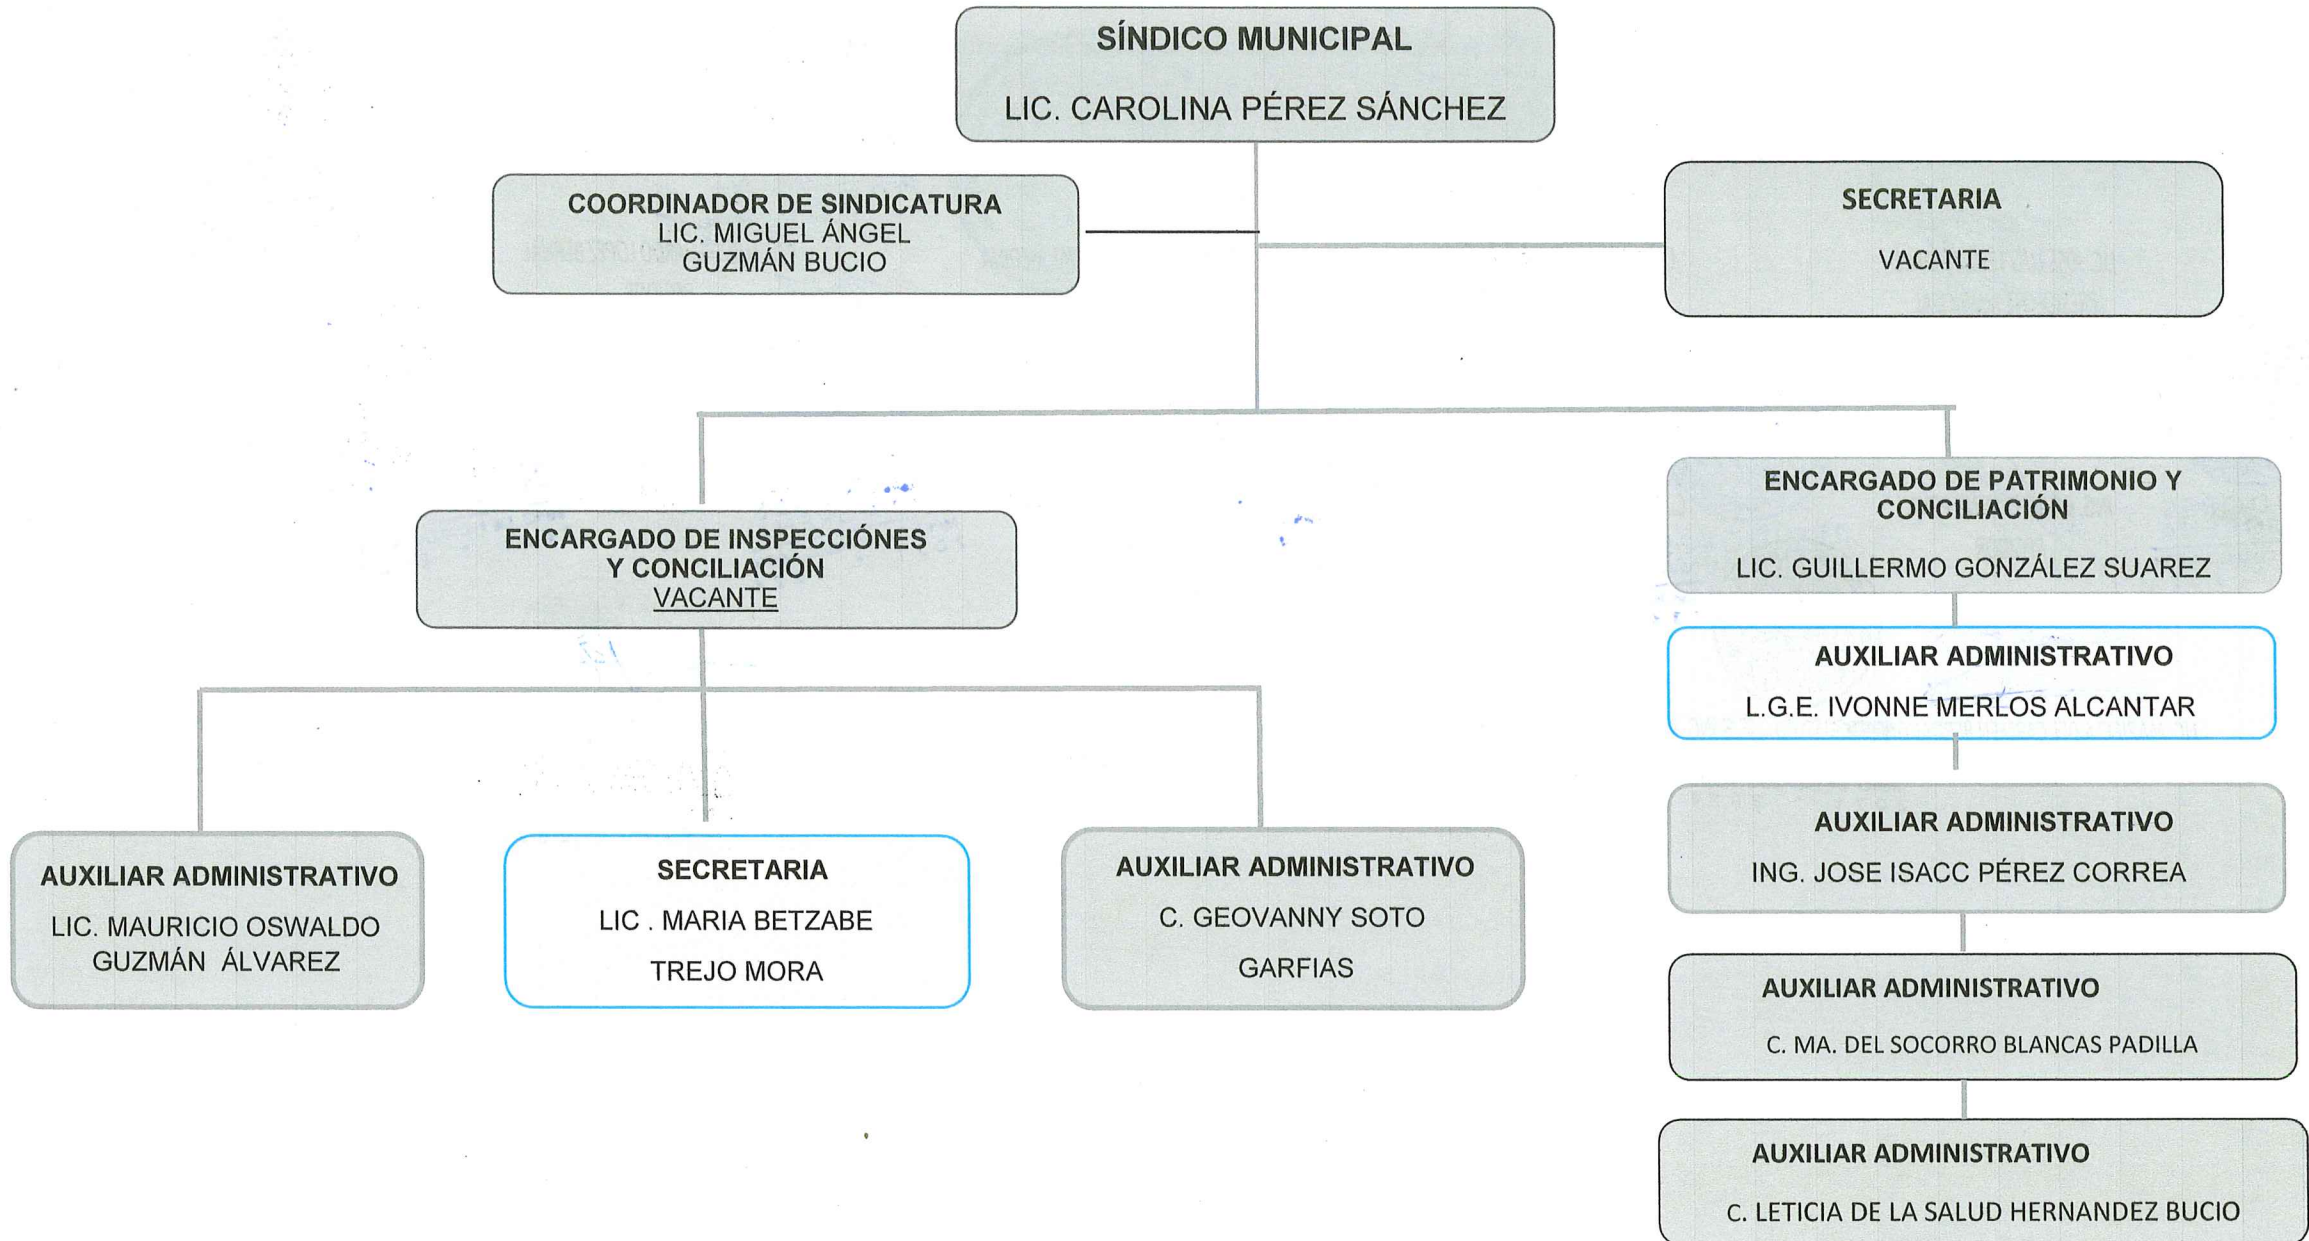 SÍNDICO MUNICIPAL
LIC. CAROLINA PÉREZ SÁNCHEZ
COORDINADOR DE SINDICATURA
LIC. MIGUEL ÁNGEL
GUZMÁN BUCIO
SECRETARIA
VACANTE
ENCARGADO DE INSPECCIÓNES
Y CONCILIACIÓN
VACANTE
ENCARGADO DE PATRIMONIO Y
CONCILIACIÓN
LIC. GUILLERMO GONZÁLEZ SUAREZ
AUXILIAR ADMINISTRATIVO
L.G.E. IVONNE MERLOS ALCANTAR
AUXILIAR ADMINISTRATIVO
ING. JOSE ISACC PÉREZ CORREA
AUXILIAR ADMINISTRATIVO
C. MA. DEL SOCORRO BLANCAS PADILLA
AUXILIAR ADMINISTRATIVO
C. LETICIA DE LA SALUD HERNANDEZ BUCIO
AUXILIAR ADMINISTRATIVO
LIC. MAURICIO OSWALDO
GUZMÁN ÁLVAREZ
SECRETARIA
LIC . MARIA BETZABE
TREJO MORA
AUXILIAR ADMINISTRATIVO
C. GEOVANNY SOTO
GARFIAS